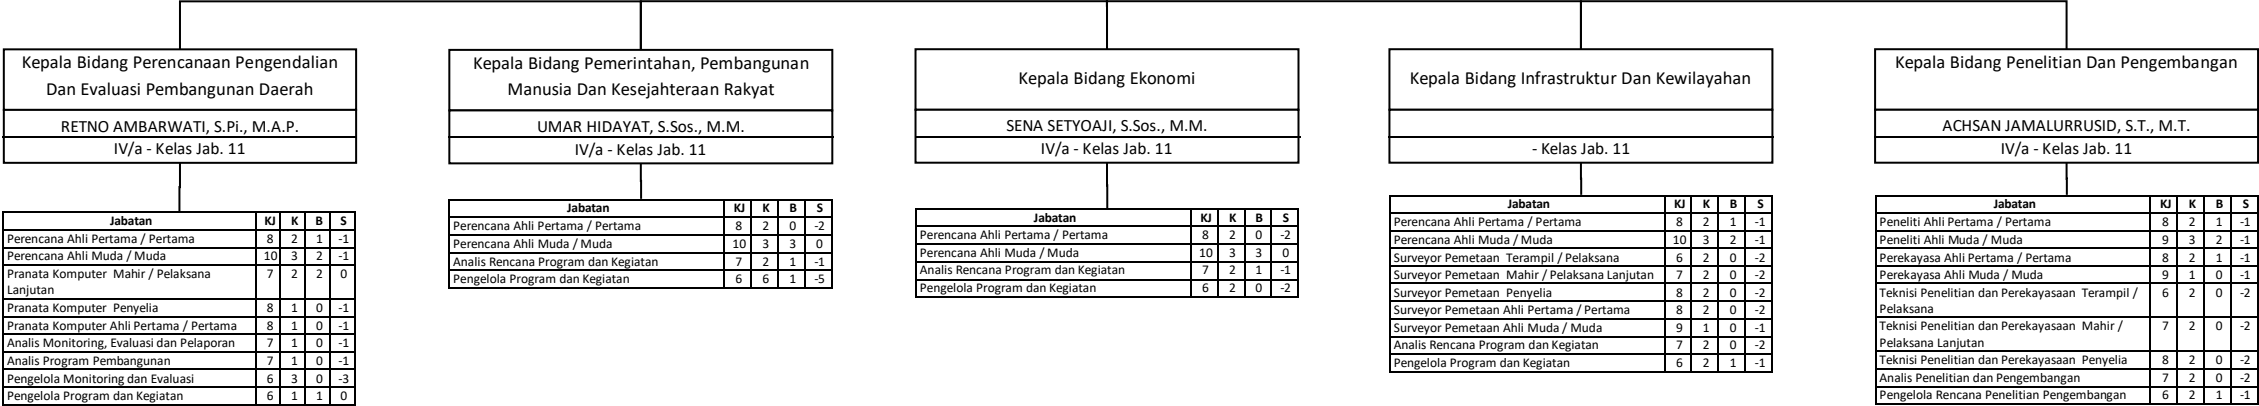 Kepala Bidang Perencanaan Pengendalian
Dan Evaluasi Pembangunan Daerah
RETNO AMBARWATI, S.Pi., M.A.P.
IV/a - Kelas Jab. 11
Jabatan KJ K B S
Perencana Ahli Pertama / Pertama 8 2 1 -1
Perencana Ahli Muda / Muda 10 3 2 -1
Pranata Komputer Mahir / Pelaksana 7 2 2 0
Lanjutan
Pranata Komputer Penyelia 8 1 0 -1
Pranata Komputer Ahli Pertama / Pertama 8 1 0 -1
Analis Monitoring, Evaluasi dan Pelaporan 7 1 0 -1
Analis Program Pembangunan 7 1 0 -1
Pengelola Monitoring dan Evaluasi 6 3 0 -3
Pengelola Program dan Kegiatan 6 1 1 0
Kepala Bidang Pemerintahan, Pembangunan
Manusia Dan Kesejahteraan Rakyat
UMAR HIDAYAT, S.Sos., M.M.
IV/a - Kelas Jab. 11
Jabatan KJ K B S
Perencana Ahli Pertama / Pertama 8 2 0 -2
Perencana Ahli Muda / Muda 10 3 3 0
Analis Rencana Program dan Kegiatan 7 2 1 -1
Pengelola Program dan Kegiatan 6 6 1 -5
Kepala Bidang Ekonomi
SENA SETYOAJI, S.Sos., M.M.
IV/a - Kelas Jab. 11
Jabatan KJ K B S
Perencana Ahli Pertama / Pertama 8 2 0 -2
Perencana Ahli Muda / Muda 10 3 3 0
Analis Rencana Program dan Kegiatan 7 2 1 -1
Pengelola Program dan Kegiatan 6 2 0 -2
Kepala Bidang Infrastruktur Dan Kewilayahan
- Kelas Jab. 11
Jabatan KJ K B S
Perencana Ahli Pertama / Pertama 8 2 1 -1
Perencana Ahli Muda / Muda 10 3 2 -1
Surveyor Pemetaan Terampil / Pelaksana 6 2 0 -2
Surveyor Pemetaan Mahir / Pelaksana Lanjutan 7 2 0 -2
Surveyor Pemetaan Penyelia 8 2 0 -2
Surveyor Pemetaan Ahli Pertama / Pertama 8 2 0 -2
Surveyor Pemetaan Ahli Muda / Muda 9 1 0 -1
Analis Rencana Program dan Kegiatan 7 2 0 -2
Pengelola Program dan Kegiatan 6 2 1 -1
Kepala Bidang Penelitian Dan Pengembangan
ACHSAN JAMALURRUSID, S.T., M.T.
IV/a - Kelas Jab. 11
Jabatan KJ K B S
Peneliti Ahli Pertama / Pertama 8 2 1 -1
Peneliti Ahli Muda / Muda 9 3 2 -1
Perekayasa Ahli Pertama / Pertama 8 2 1 -1
Perekayasa Ahli Muda / Muda 9 1 0 -1
Teknisi Penelitian dan Perekayasaan Terampil / 6 2 0 -2
Pelaksana
Teknisi Penelitian dan Perekayasaan Mahir / 7 2 0 -2
Pelaksana Lanjutan
Teknisi Penelitian dan Perekayasaan Penyelia 8 2 0 -2
Analis Penelitian dan Pengembangan 7 2 0 -2
Pengelola Rencana Penelitian Pengembangan 6 2 1 -1